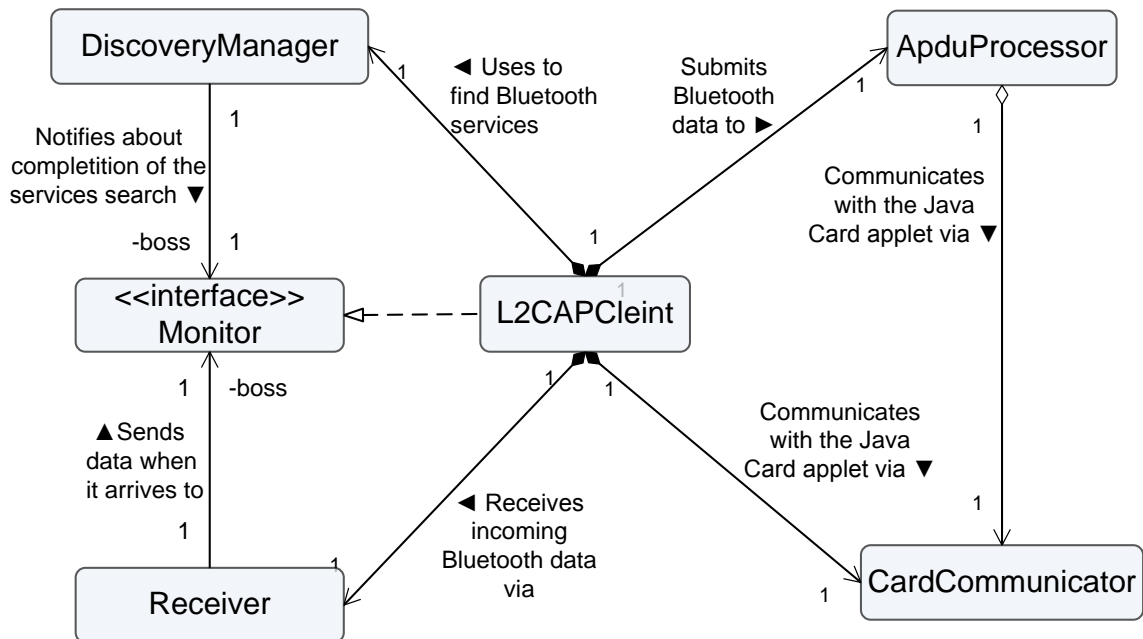 DiscoveryManager
ApduProcessor
1
◄ Uses to
find Bluetooth
services
Submits
Bluetooth
data to ►
1
1
Notifies about
completition of the
services search ▼
1
Communicates
with the Java
Card applet via ▼
-boss
1
1
1
<<interface>>
Monitor
L2CAPCleint
1
-boss
1
1
▲Sends
data when
it arrives to
Communicates
with the Java
Card applet via ▼
◄ Receives
incoming
Bluetooth data
via
1
1
1
1
Receiver
CardCommunicator